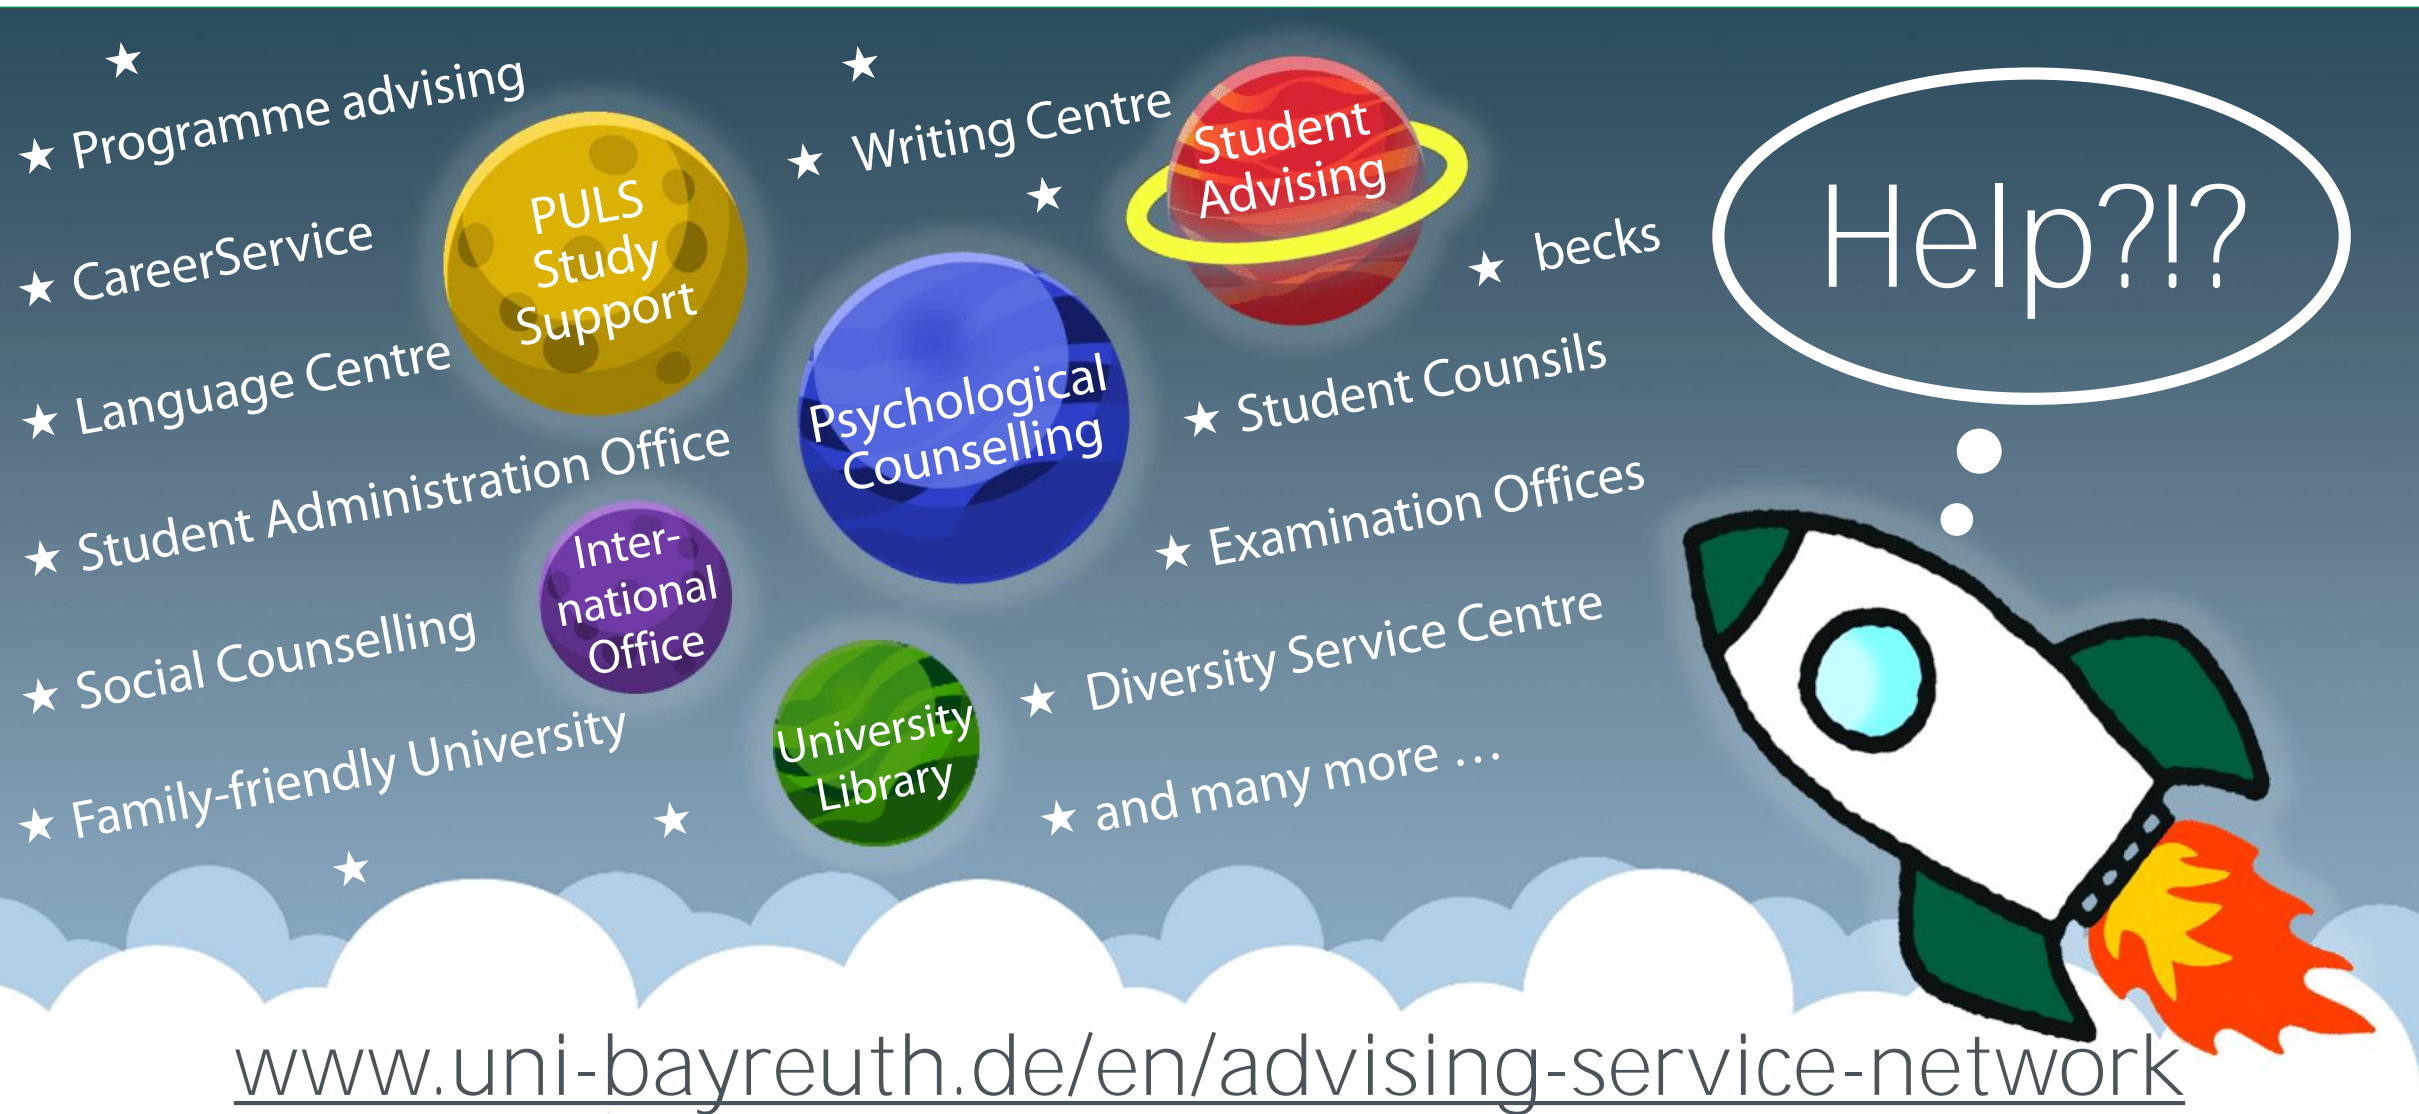 Programme advising
CareerService
Language Centre
Student Administration Office
Social Counselling
Family-friendly University
PULS
Study
Support
Inter-
national
Office
Psychological
Counselling
University
Library
Writing Centre
Student
Advising
becks
Student Counsils
Examination Offices
Diversity Service Centre
and many more …
Help?!?
www.uni-bayreuth.de/en/advising-service-network